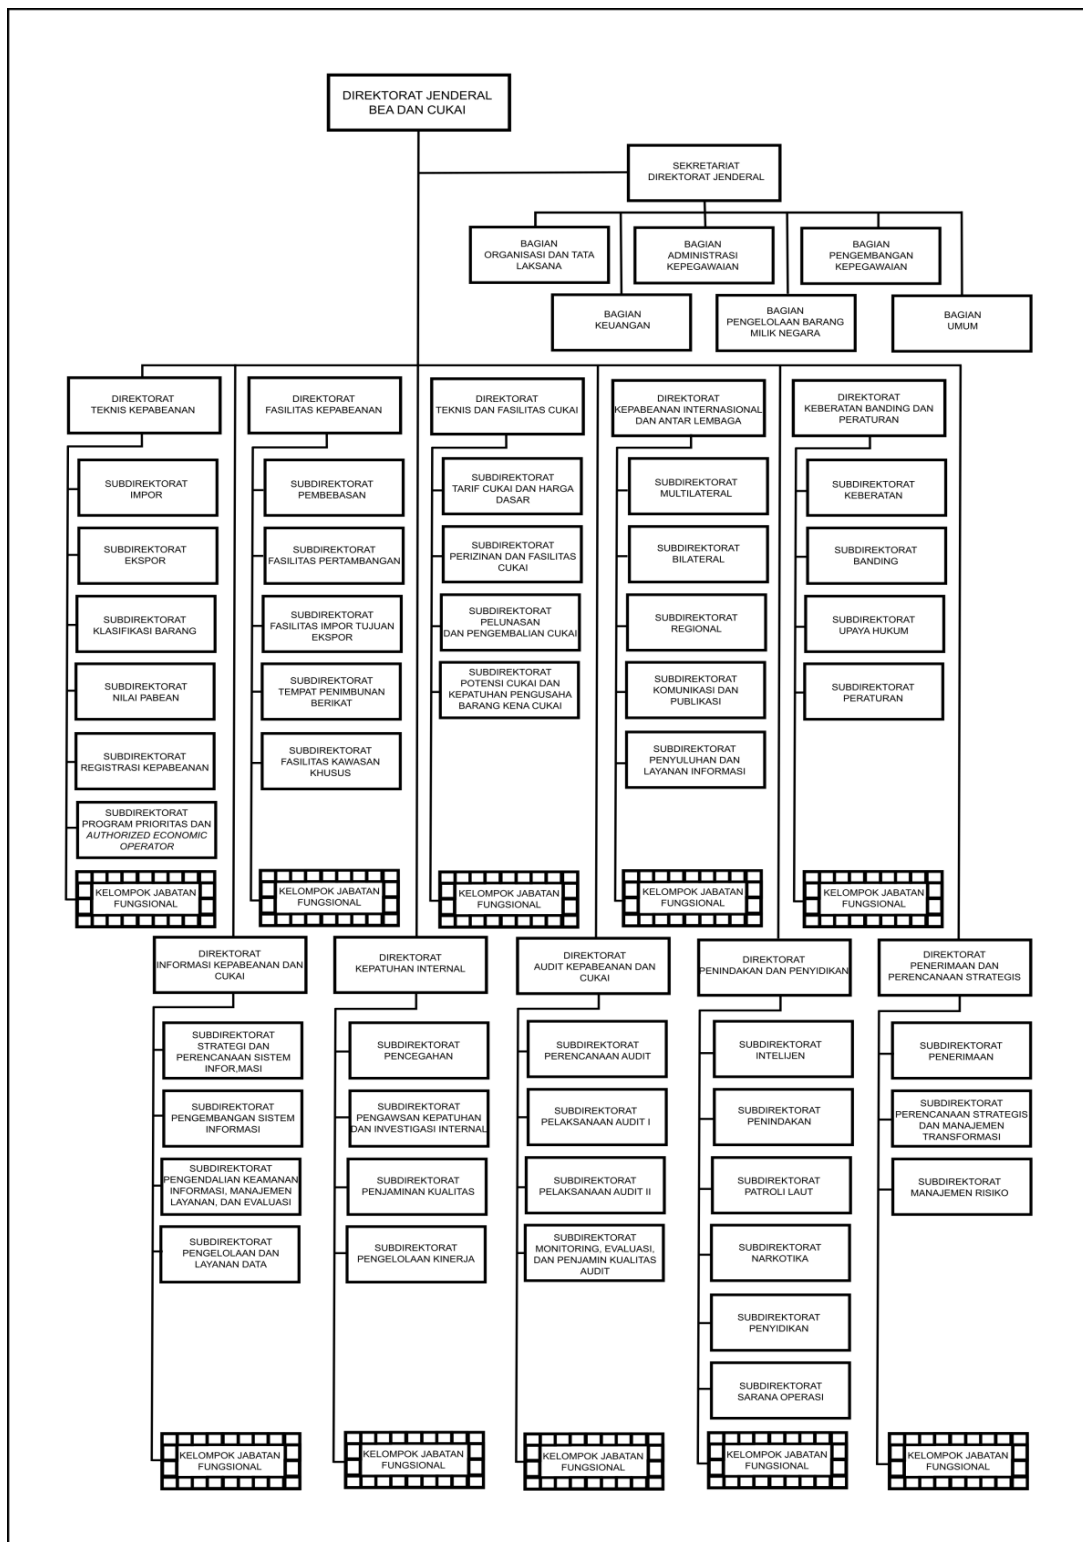 DIREKTORAT JENDERAL
BEA DAN CUKAI
SEKRETARIAT
DIREKTORAT JENDERAL
BAGIAN
ORGANISASI DAN TATA
LAKSANA
BAGIAN
ADMINISTRASI
KEPEGAWAIAN
BAGIAN
PENGEMBANGAN
KEPEGAWAIAN
BAGIAN
KEUANGAN
BAGIAN
PENGELOLAAN BARANG
MILIK NEGARA
BAGIAN
UMUM
DIREKTORAT
TEKNIS KEPABEANAN
SUBDIREKTORAT
IMPOR
SUBDIREKTORAT
EKSPOR
SUBDIREKTORAT
KLASIFIKASI BARANG
SUBDIREKTORAT
NILAI PABEAN
SUBDIREKTORAT
REGISTRASI KEPABEANAN
SUBDIREKTORAT
PROGRAM PRIORITAS DAN
AUTHORIZED ECONOMIC
OPERATOR
KELOMPOK JABATAN
FUNGSIONAL
DIREKTORAT
FASILITAS KEPABEANAN
SUBDIREKTORAT
PEMBEBASAN
SUBDIREKTORAT
FASILITAS PERTAMBANGAN
SUBDIREKTORAT
FASILITAS IMPOR TUJUAN
EKSPOR
SUBDIREKTORAT
TEMPAT PENIMBUNAN
BERIKAT
SUBDIREKTORAT
FASILITAS KAWASAN
KHUSUS
KELOMPOK JABATAN
FUNGSIONAL
DIREKTORAT
TEKNIS DAN FASILITAS CUKAI
SUBDIREKTORAT
TARIF CUKAI DAN HARGA
DASAR
SUBDIREKTORAT
PERIZINAN DAN FASILITAS
CUKAI
SUBDIREKTORAT
PELUNASAN
DAN PENGEMBALIAN CUKAI
SUBDIREKTORAT
POTENSI CUKAI DAN
KEPATUHAN PENGUSAHA
BARANG KENA CUKAI
KELOMPOK JABATAN
FUNGSIONAL
DIREKTORAT
KEPABEANAN INTERNASIONAL
DAN ANTAR LEMBAGA
SUBDIREKTORAT
MULTILATERAL
SUBDIREKTORAT
BILATERAL
SUBDIREKTORAT
REGIONAL
SUBDIREKTORAT
KOMUNIKASI DAN
PUBLIKASI
SUBDIREKTORAT
PENYULUHAN DAN
LAYANAN INFORMASI
KELOMPOK JABATAN
FUNGSIONAL
DIREKTORAT
KEBERATAN BANDING DAN
PERATURAN
SUBDIREKTORAT
KEBERATAN
SUBDIREKTORAT
BANDING
SUBDIREKTORAT
UPAYA HUKUM
SUBDIREKTORAT
PERATURAN
KELOMPOK JABATAN
FUNGSIONAL
DIREKTORAT
INFORMASI KEPABEANAN DAN
CUKAI
SUBDIREKTORAT
STRATEGI DAN
PERENCANAAN SISTEM
INFOR,MASI
SUBDIREKTORAT
PENGEMBANGAN SISTEM
INFORMASI
SUBDIREKTORAT
PENGENDALIAN KEAMANAN
INFORMASI, MANAJEMEN
LAYANAN, DAN EVALUASI
SUBDIREKTORAT
PENGELOLAAN DAN
LAYANAN DATA
KELOMPOK JABATAN
FUNGSIONAL
DIREKTORAT
KEPATUHAN INTERNAL
SUBDIREKTORAT
PENCEGAHAN
SUBDIREKTORAT
PENGAWSAN KEPATUHAN
DAN INVESTIGASI INTERNAL
SUBDIREKTORAT
PENJAMINAN KUALITAS
SUBDIREKTORAT
PENGELOLAAN KINERJA
KELOMPOK JABATAN
FUNGSIONAL
DIREKTORAT
AUDIT KEPABEANAN DAN
CUKAI
SUBDIREKTORAT
PERENCANAAN AUDIT
SUBDIREKTORAT
PELAKSANAAN AUDIT I
SUBDIREKTORAT
PELAKSANAAN AUDIT II
SUBDIREKTORAT
MONITORING, EVALUASI,
DAN PENJAMIN KUALITAS
AUDIT
KELOMPOK JABATAN
FUNGSIONAL
DIREKTORAT
PENINDAKAN DAN PENYIDIKAN
SUBDIREKTORAT
INTELIJEN
SUBDIREKTORAT
PENINDAKAN
SUBDIREKTORAT
PATROLI LAUT
SUBDIREKTORAT
NARKOTIKA
SUBDIREKTORAT
PENYIDIKAN
SUBDIREKTORAT
SARANA OPERASI
KELOMPOK JABATAN
FUNGSIONAL
DIREKTORAT
PENERIMAAN DAN
PERENCANAAN STRATEGIS
SUBDIREKTORAT
PENERIMAAN
SUBDIREKTORAT
PERENCANAAN STRATEGIS
DAN MANAJEMEN
TRANSFORMASI
SUBDIREKTORAT
MANAJEMEN RISIKO
KELOMPOK JABATAN
FUNGSIONAL